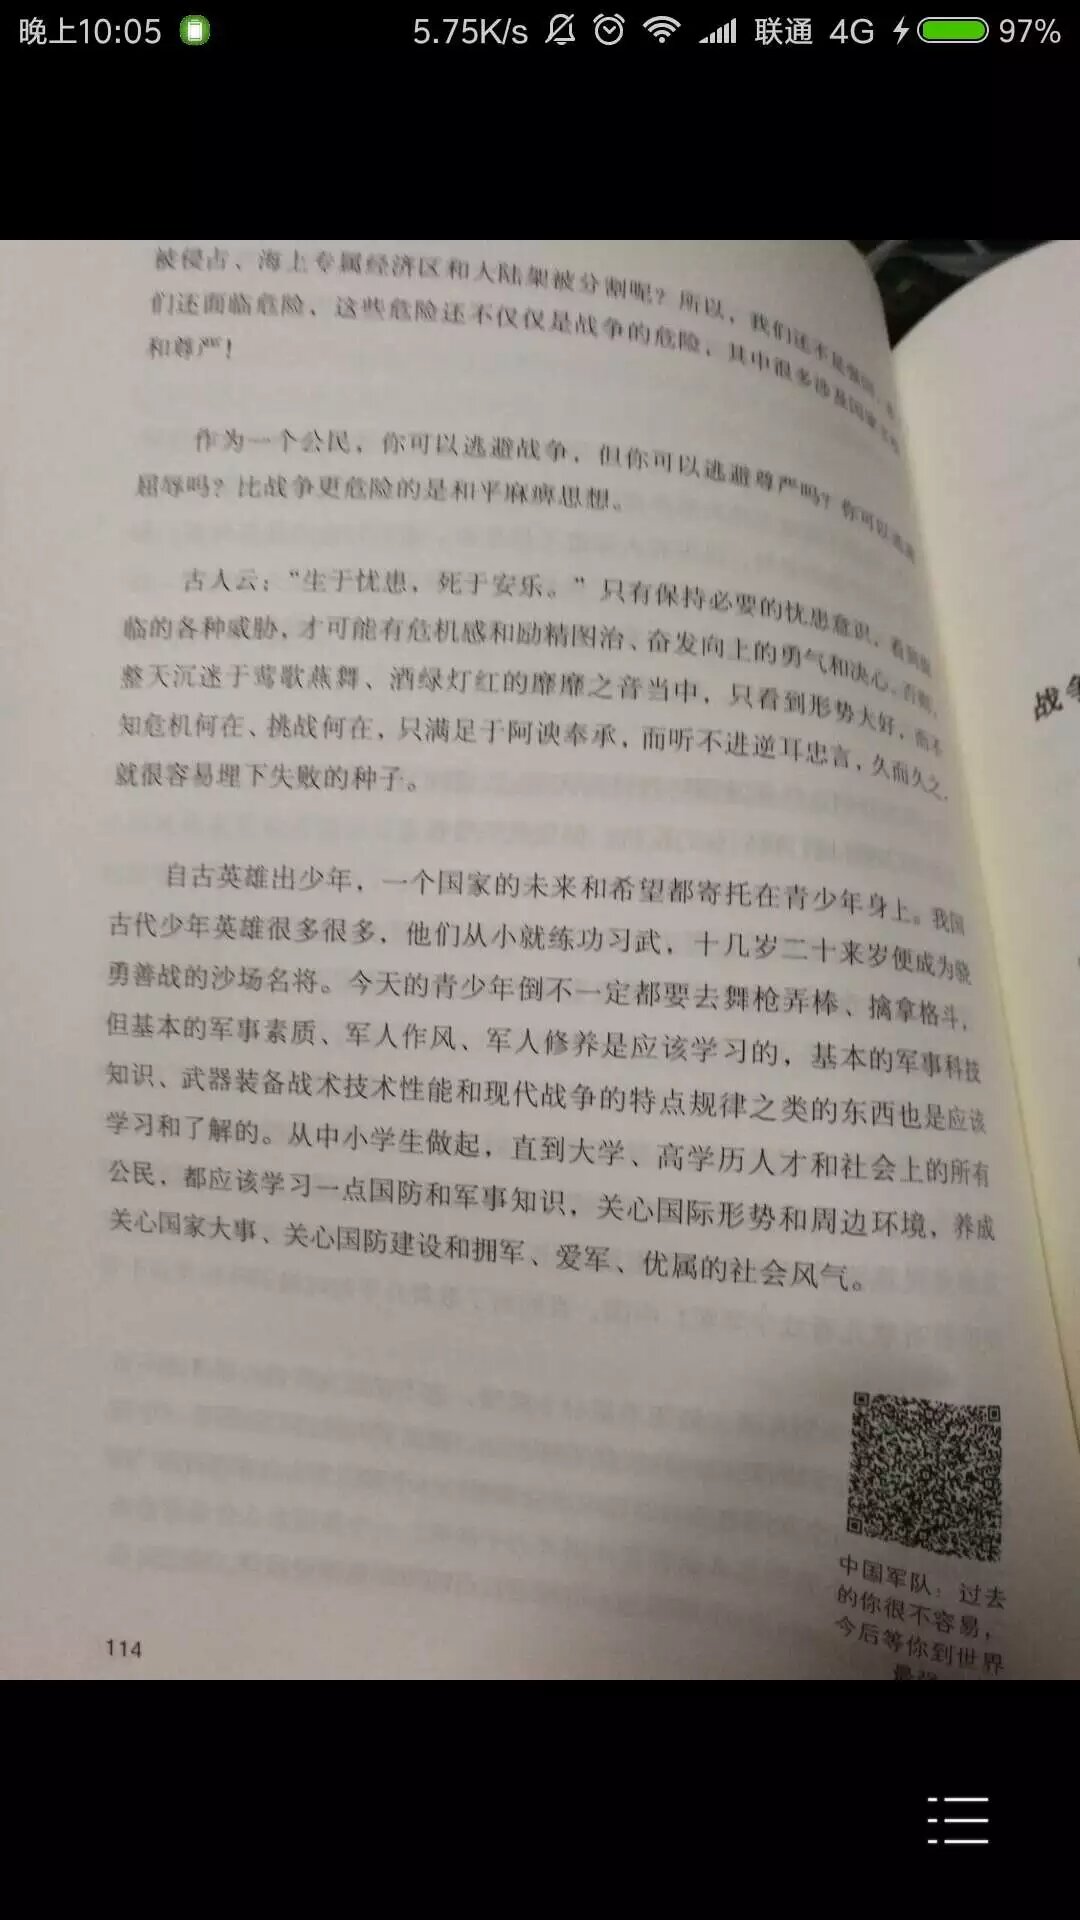 晚上10:05 5.75K/s 联通 4G 97%
被侵占、海上专属经济区和大陆架被分割呢？所以，我们还不是强国，
们还面临危险，这些危险还不仅仅是战争的危险，其中很多涉及国家
和尊严！
作为一个公民，你可以逃避战争，但你可以逃避尊严吗？你可以逃避
屈辱吗？比战争更危险的是和平麻痹思想。
古人云：“生于忧患，死于安乐。”只有保持必要的忧患意识，看到面
临的各种威胁，才可能有危机感和励精图治、奋发向上的勇气和决心。否则，
整天沉迷于莺歌燕舞、酒绿灯红的靡靡之音当中，只看到形势大好，而不
知危机何在、挑战何在，只满足于阿谀奉承，而听不进逆耳忠言，久而久之，
就很容易埋下失败的种子。
自古英雄出少年，一个国家的未来和希望都寄托在青少年身上。我国
古代少年英雄很多很多，他们从小就练功习武，十几岁二十来岁便成为骁
勇善战的沙场名将。今天的青少年倒不一定都要去舞枪弄棒、擒拿格斗，
但基本的军事素质、军人作风、军人修养是应该学习的，基本的军事科技
知识、武器装备战术技术性能和现代战争的特点规律之类的东西也是应该
学习和了解的。从中小学生做起，直到大学、高学历人才和社会上的所有
公民，都应该学习一点国防和军事知识，关心国际形势和周边环境，养成
关心国家大事、关心国防建设和拥军、爱军、优属的社会风气。
中国军队：过去
的你很不容易，
今后等你到世界
最强
114
战争